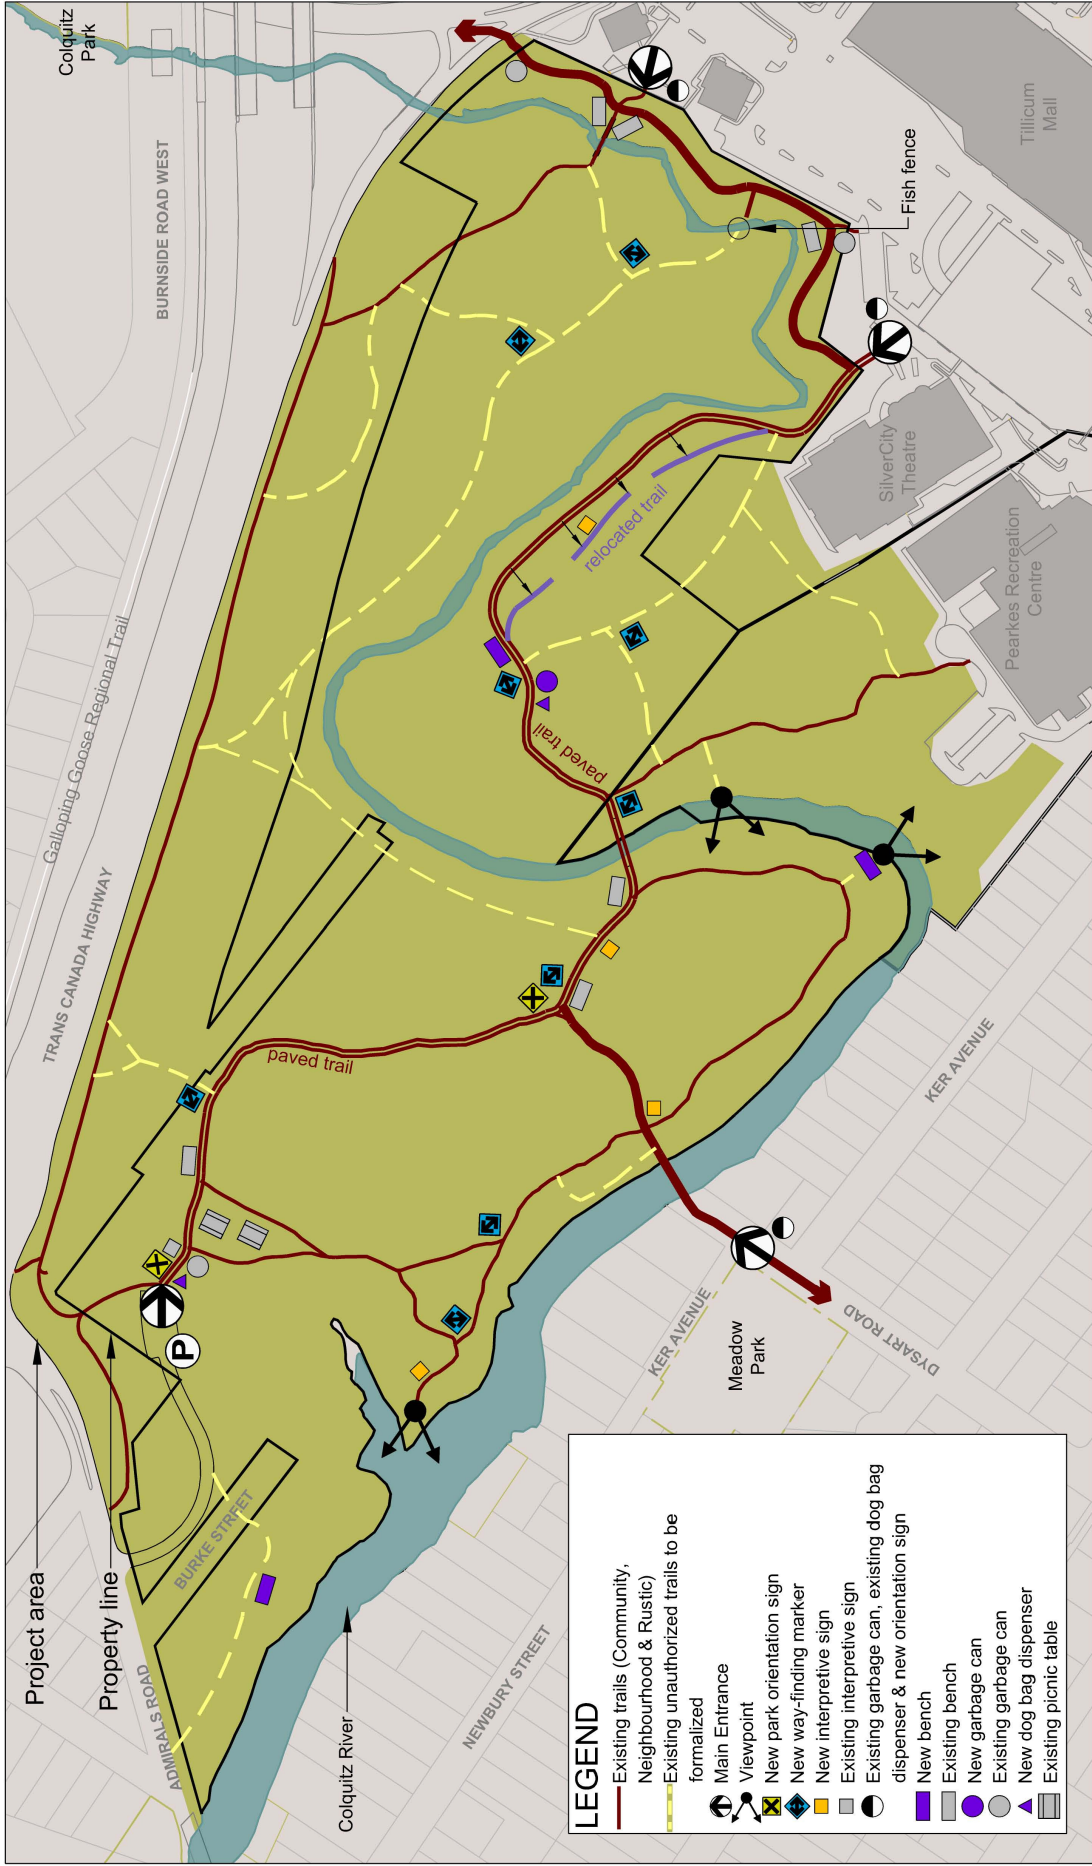 Colquitz
Park
BURNSIDE ROAD WEST
Galloping Goose Regional Trail
TRANS CANADA HIGHWAY
Tillicum
Mall
Fish fence
SilverCity
Theatre
Pearkes Recreation
Centre
relocated trail
paved trail
paved trail
KER AVENUE
KER AVENUE
DYSART ROAD
Meadow
Park
P
Project area
Property line
BURKE STREET
ADMIRALS ROAD
Colquitz River
NEWBURY STREET
LEGEND
Existing trails (Community,
Neighbourhood & Rustic)
Existing unauthorized trails to be
formalized
Main Entrance
Viewpoint
New park orientation sign
New way-finding marker
New interpretive sign
Existing interpretive sign
Existing garbage can, existing dog bag
dispenser & new orientation sign
New bench
Existing bench
New garbage can
Existing garbage can
New dog bag dispenser
Existing picnic table